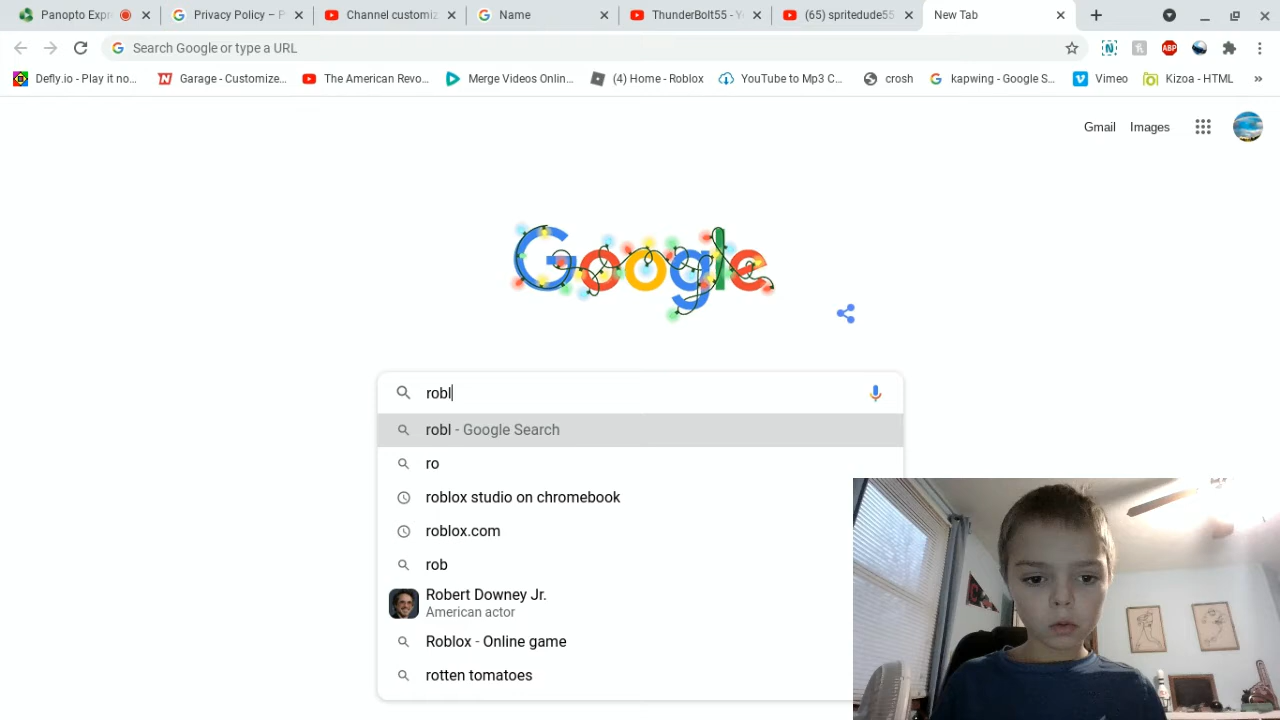 Panopto Expr
Privacy Policy – P
Channel customiz
Name
ThunderBolt55 - Y
(65) spritedude55
New Tab
Search Google or type a URL
Defly.io - Play it no...
Garage - Customize...
The American Revo...
Merge Videos Onlin...
(4) Home - Roblox
YouTube to Mp3 C...
crosh
kapwing - Google S...
Vimeo
Kizoa - HTML
»
Gmail
Images
Google
robl
robl - Google Search
ro
roblox studio on chromebook
roblox.com
rob
Robert Downey Jr.
American actor
Roblox - Online game
rotten tomatoes